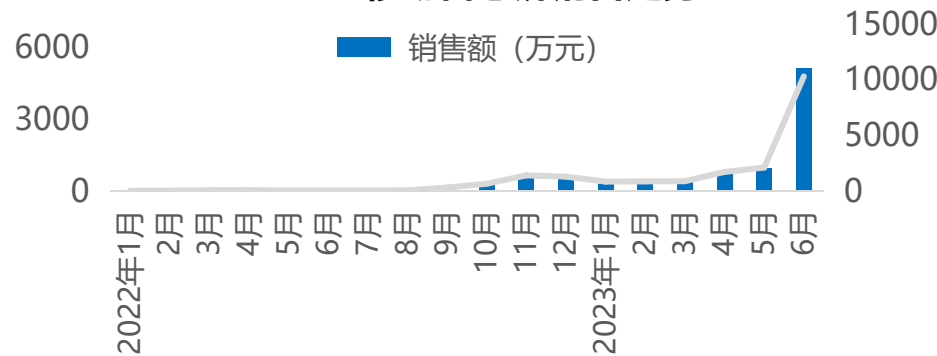 15000
6000
销售额（万元）
10000
3000
5000
0
0
2022年1月
2月
3月
4月
5月
6月
7月
8月
9月
10月
11月
12月
2023年1月
2月
3月
4月
5月
6月